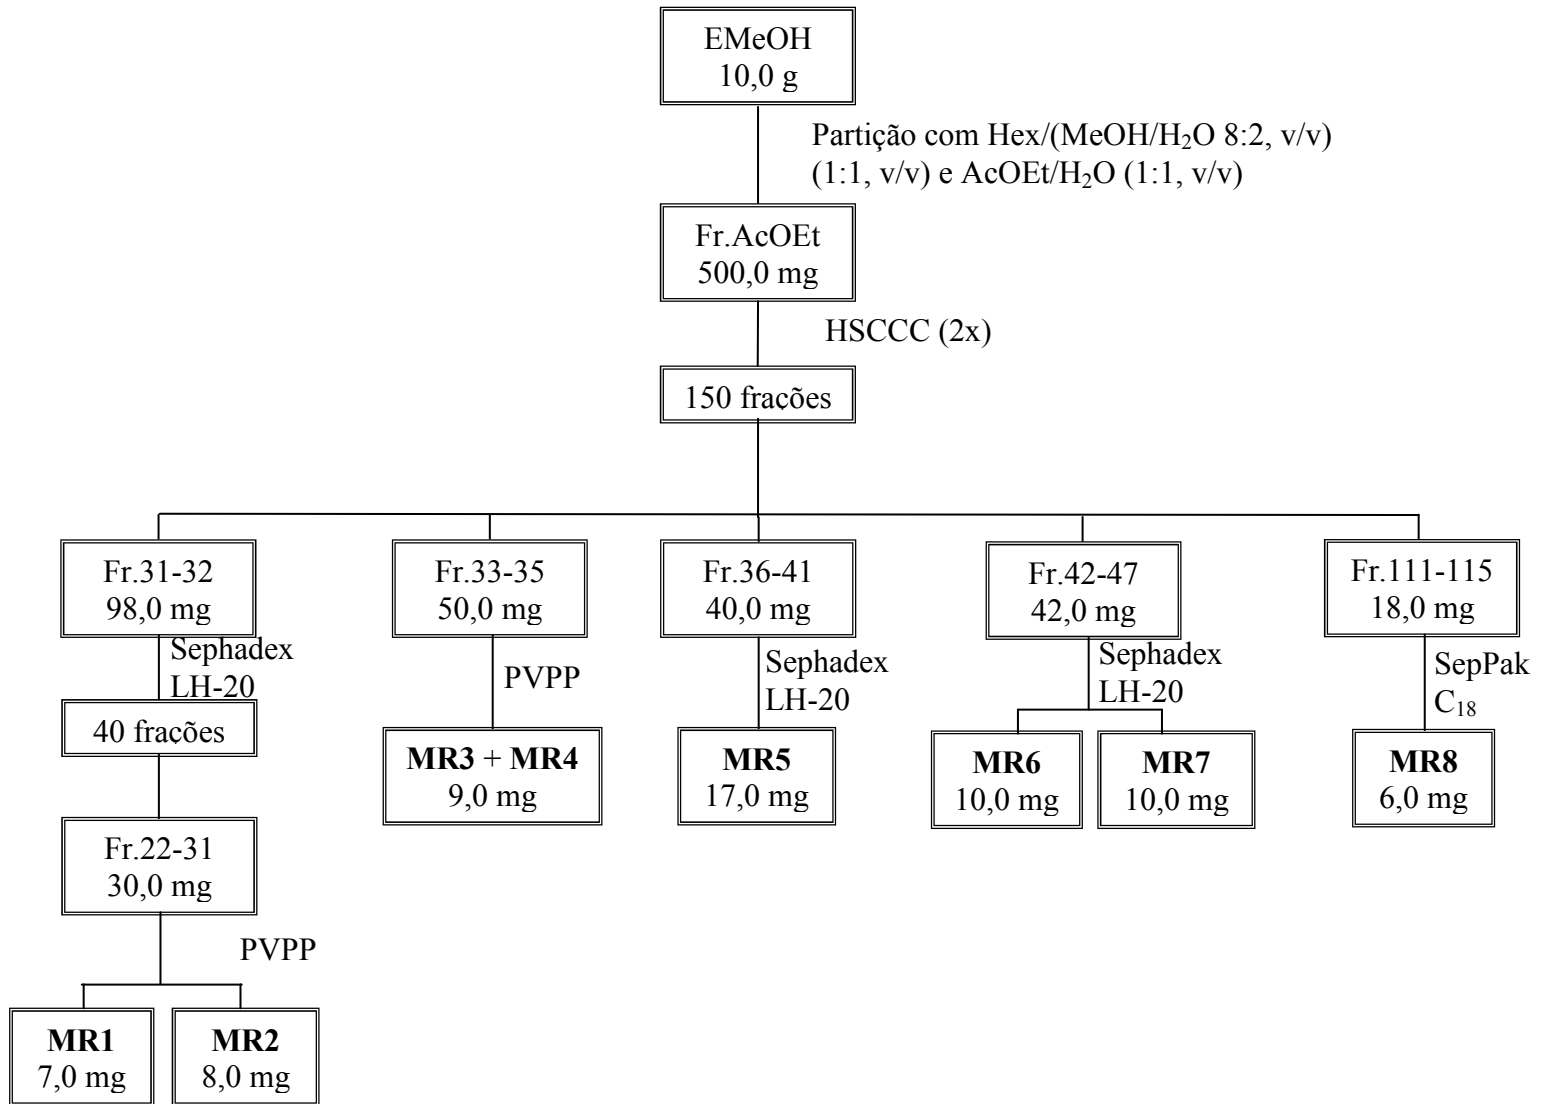 EMeOH
10,0 g
Partição com Hex/(MeOH/H₂O 8:2, v/v)
(1:1, v/v) e AcOEt/H₂O (1:1, v/v)
Fr.AcOEt
500,0 mg
HSCCC (2x)
150 frações
Fr.31-32
98,0 mg
Fr.33-35
50,0 mg
Fr.36-41
40,0 mg
Fr.42-47
42,0 mg
Fr.111-115
18,0 mg
Sephadex
LH-20
PVPP
Sephadex
LH-20
Sephadex
LH-20
SepPak
C₁₈
40 frações
MR3 + MR4
9,0 mg
MR5
17,0 mg
MR6
10,0 mg
MR7
10,0 mg
MR8
6,0 mg
Fr.22-31
30,0 mg
PVPP
MR1
7,0 mg
MR2
8,0 mg